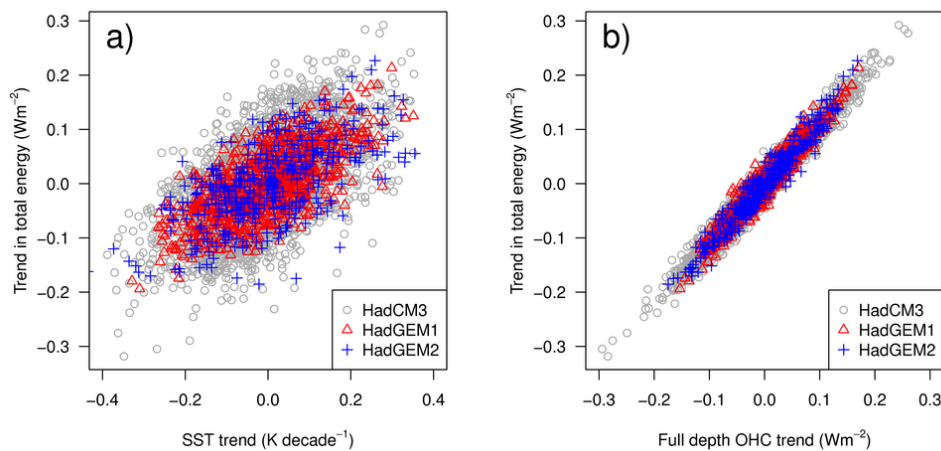 a)
Trend in total energy (Wm⁻²)
0.3
0.2
0.1
0.0
−0.1
−0.2
−0.3
−0.4
−0.2
0.0
0.2
0.4
SST trend (K decade⁻¹)
HadCM3
HadGEM1
HadGEM2
b)
Trend in total energy (Wm⁻²)
0.3
0.2
0.1
0.0
−0.1
−0.2
−0.3
−0.3
−0.2
−0.1
0.0
0.1
0.2
0.3
Full depth OHC trend (Wm⁻²)
HadCM3
HadGEM1
HadGEM2